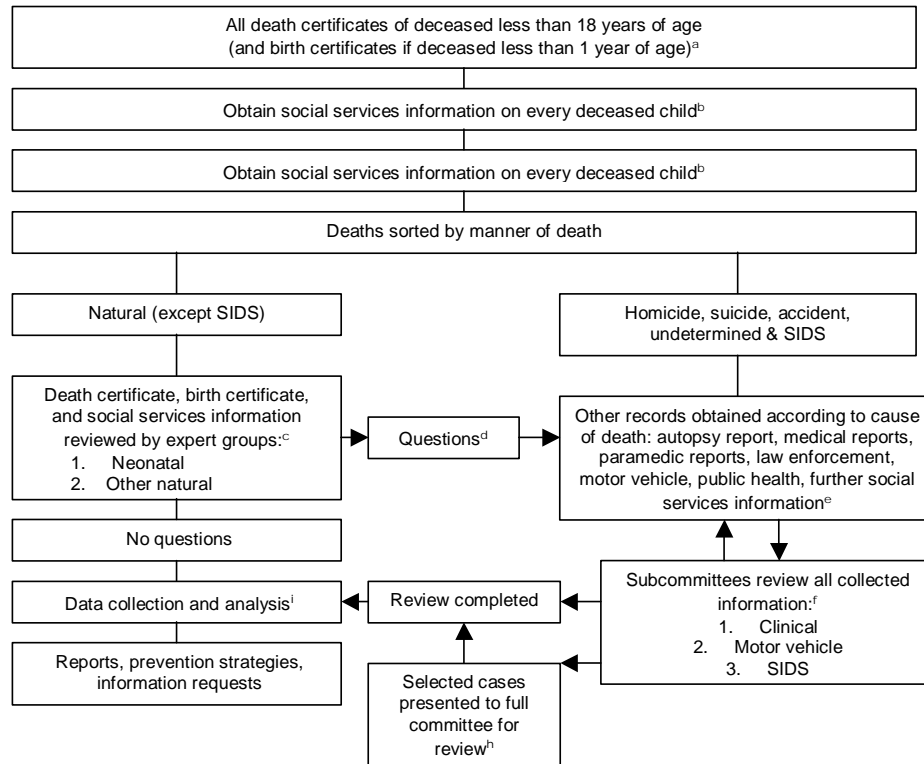 All death certificates of deceased less than 18 years of age
(and birth certificates if deceased less than 1 year of age)ᵃ
Obtain social services information on every deceased childᵇ
Obtain social services information on every deceased childᵇ
Deaths sorted by manner of death
Natural (except SIDS)
Homicide, suicide, accident,
undetermined & SIDS
Death certificate, birth certificate,
and social services information
reviewed by expert groups:ᶜ
1. Neonatal
2. Other natural
Questionsᵈ
Other records obtained according to cause
of death: autopsy report, medical reports,
paramedic reports, law enforcement,
motor vehicle, public health, further social
services informationᵉ
No questions
Data collection and analysisⁱ
Review completed
Subcommittees review all collected
information:ᶠ
1. Clinical
2. Motor vehicle
3. SIDS
Reports, prevention strategies,
information requests
Selected cases
presented to full
committee for
reviewʰ